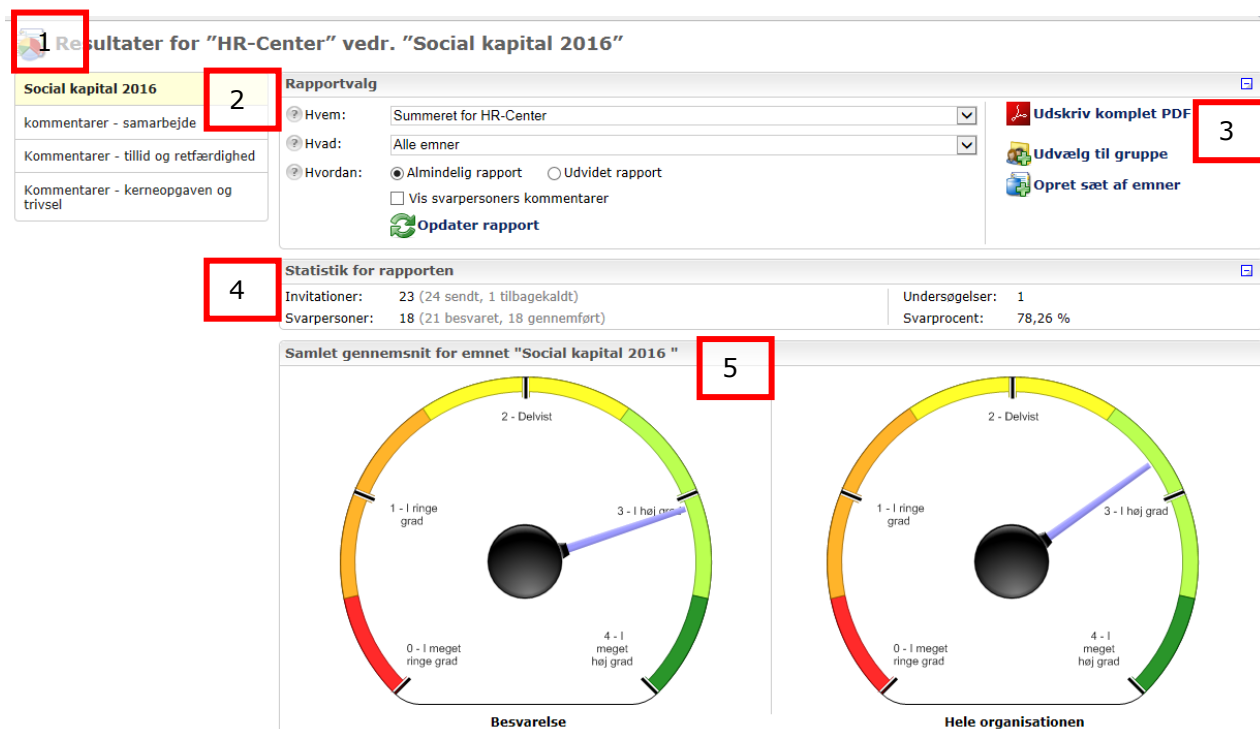 1
Resultater for ”HR-Center” vedr. ”Social kapital 2016”
Social kapital 2016
kommentarer - samarbejde
Kommentarer - tillid og retfærdighed
Kommentarer - kerneopgaven og
trivsel
2
Rapportvalg
Hvem: Summeret for HR-Center
Hvad: Alle emner
Hvordan: Almindelig rapport Udvidet rapport
Vis svarpersoners kommentarer
Opdater rapport
Udskriv komplet PDF
3
Udvælg til gruppe
Opret sæt af emner
4
Statistik for rapporten
Invitationer: 23 (24 sendt, 1 tilbagekaldt)
Svarpersoner: 18 (21 besvaret, 18 gennemført)
Undersøgelser: 1
Svarprocent: 78,26 %
Samlet gennemsnit for emnet "Social kapital 2016 "
5
2 - Delvist
1 - I ringe
grad
3 - I høj grad
0 - I meget
ringe grad
4 - I
meget
høj grad
Besvarelse
2 - Delvist
1 - I ringe
grad
3 - I høj grad
0 - I meget
ringe grad
4 - I
meget
høj grad
Hele organisationen